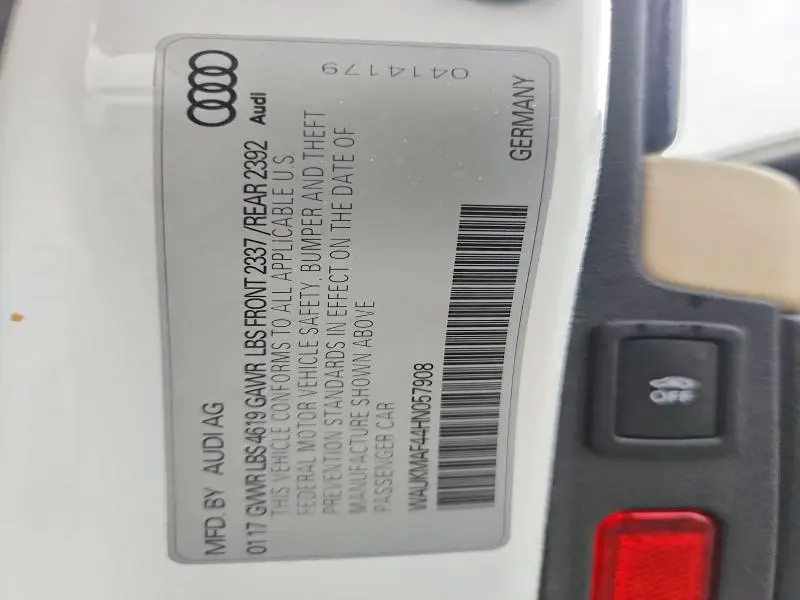 MFD. BY AUDI AG
Audi
0117 GVWR LBS 4619 GAWR LBS FRONT 2337 / REAR 2392
THIS VEHICLE CONFORMS TO ALL APPLICABLE U.S.
FEDERAL MOTOR VEHICLE SAFETY, BUMPER AND THEFT
PREVENTION STANDARDS IN EFFECT ON THE DATE OF
MANUFACTURE SHOWN ABOVE
PASSENGER CAR
WAUKMAF44HN057908
GERMANY
0414179
OFF